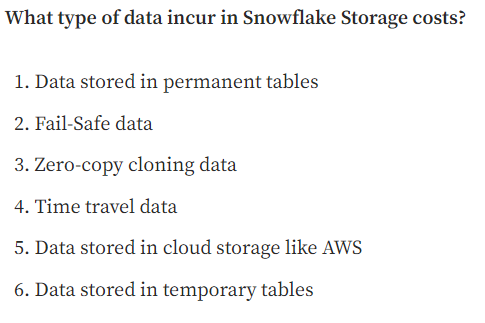 What type of data incur in Snowflake Storage costs?
1. Data stored in permanent tables
2. Fail-Safe data
3. Zero-copy cloning data
4. Time travel data
5. Data stored in cloud storage like AWS
6. Data stored in temporary tables